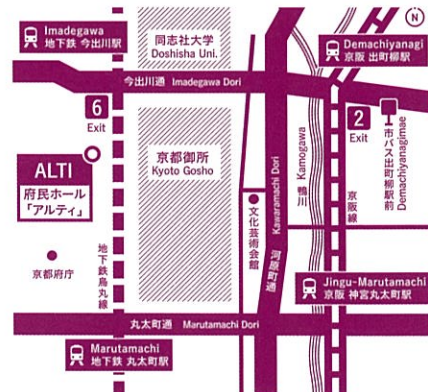 Imadegawa
地下鉄 今出川駅
同志社大学
Doshisha Uni.
N
Demachiyanagi
京阪 出町柳駅
今出川通 Imadegawa Dori
6
Exit
2
Exit
市バス出町柳駅前
Demachiyanagimae
ALTI
府民ホール
「アルティ」
京都御所
Kyoto Gosho
Kawaramachi Dori
河原町通
Kamogawa
鴨川
京阪線
文化芸術会館
京都府庁
地下鉄烏丸線
Jingu-Marutamachi
京阪 神宮丸太町駅
丸太町通 Marutamachi Dori
Marutamachi
地下鉄 丸太町駅